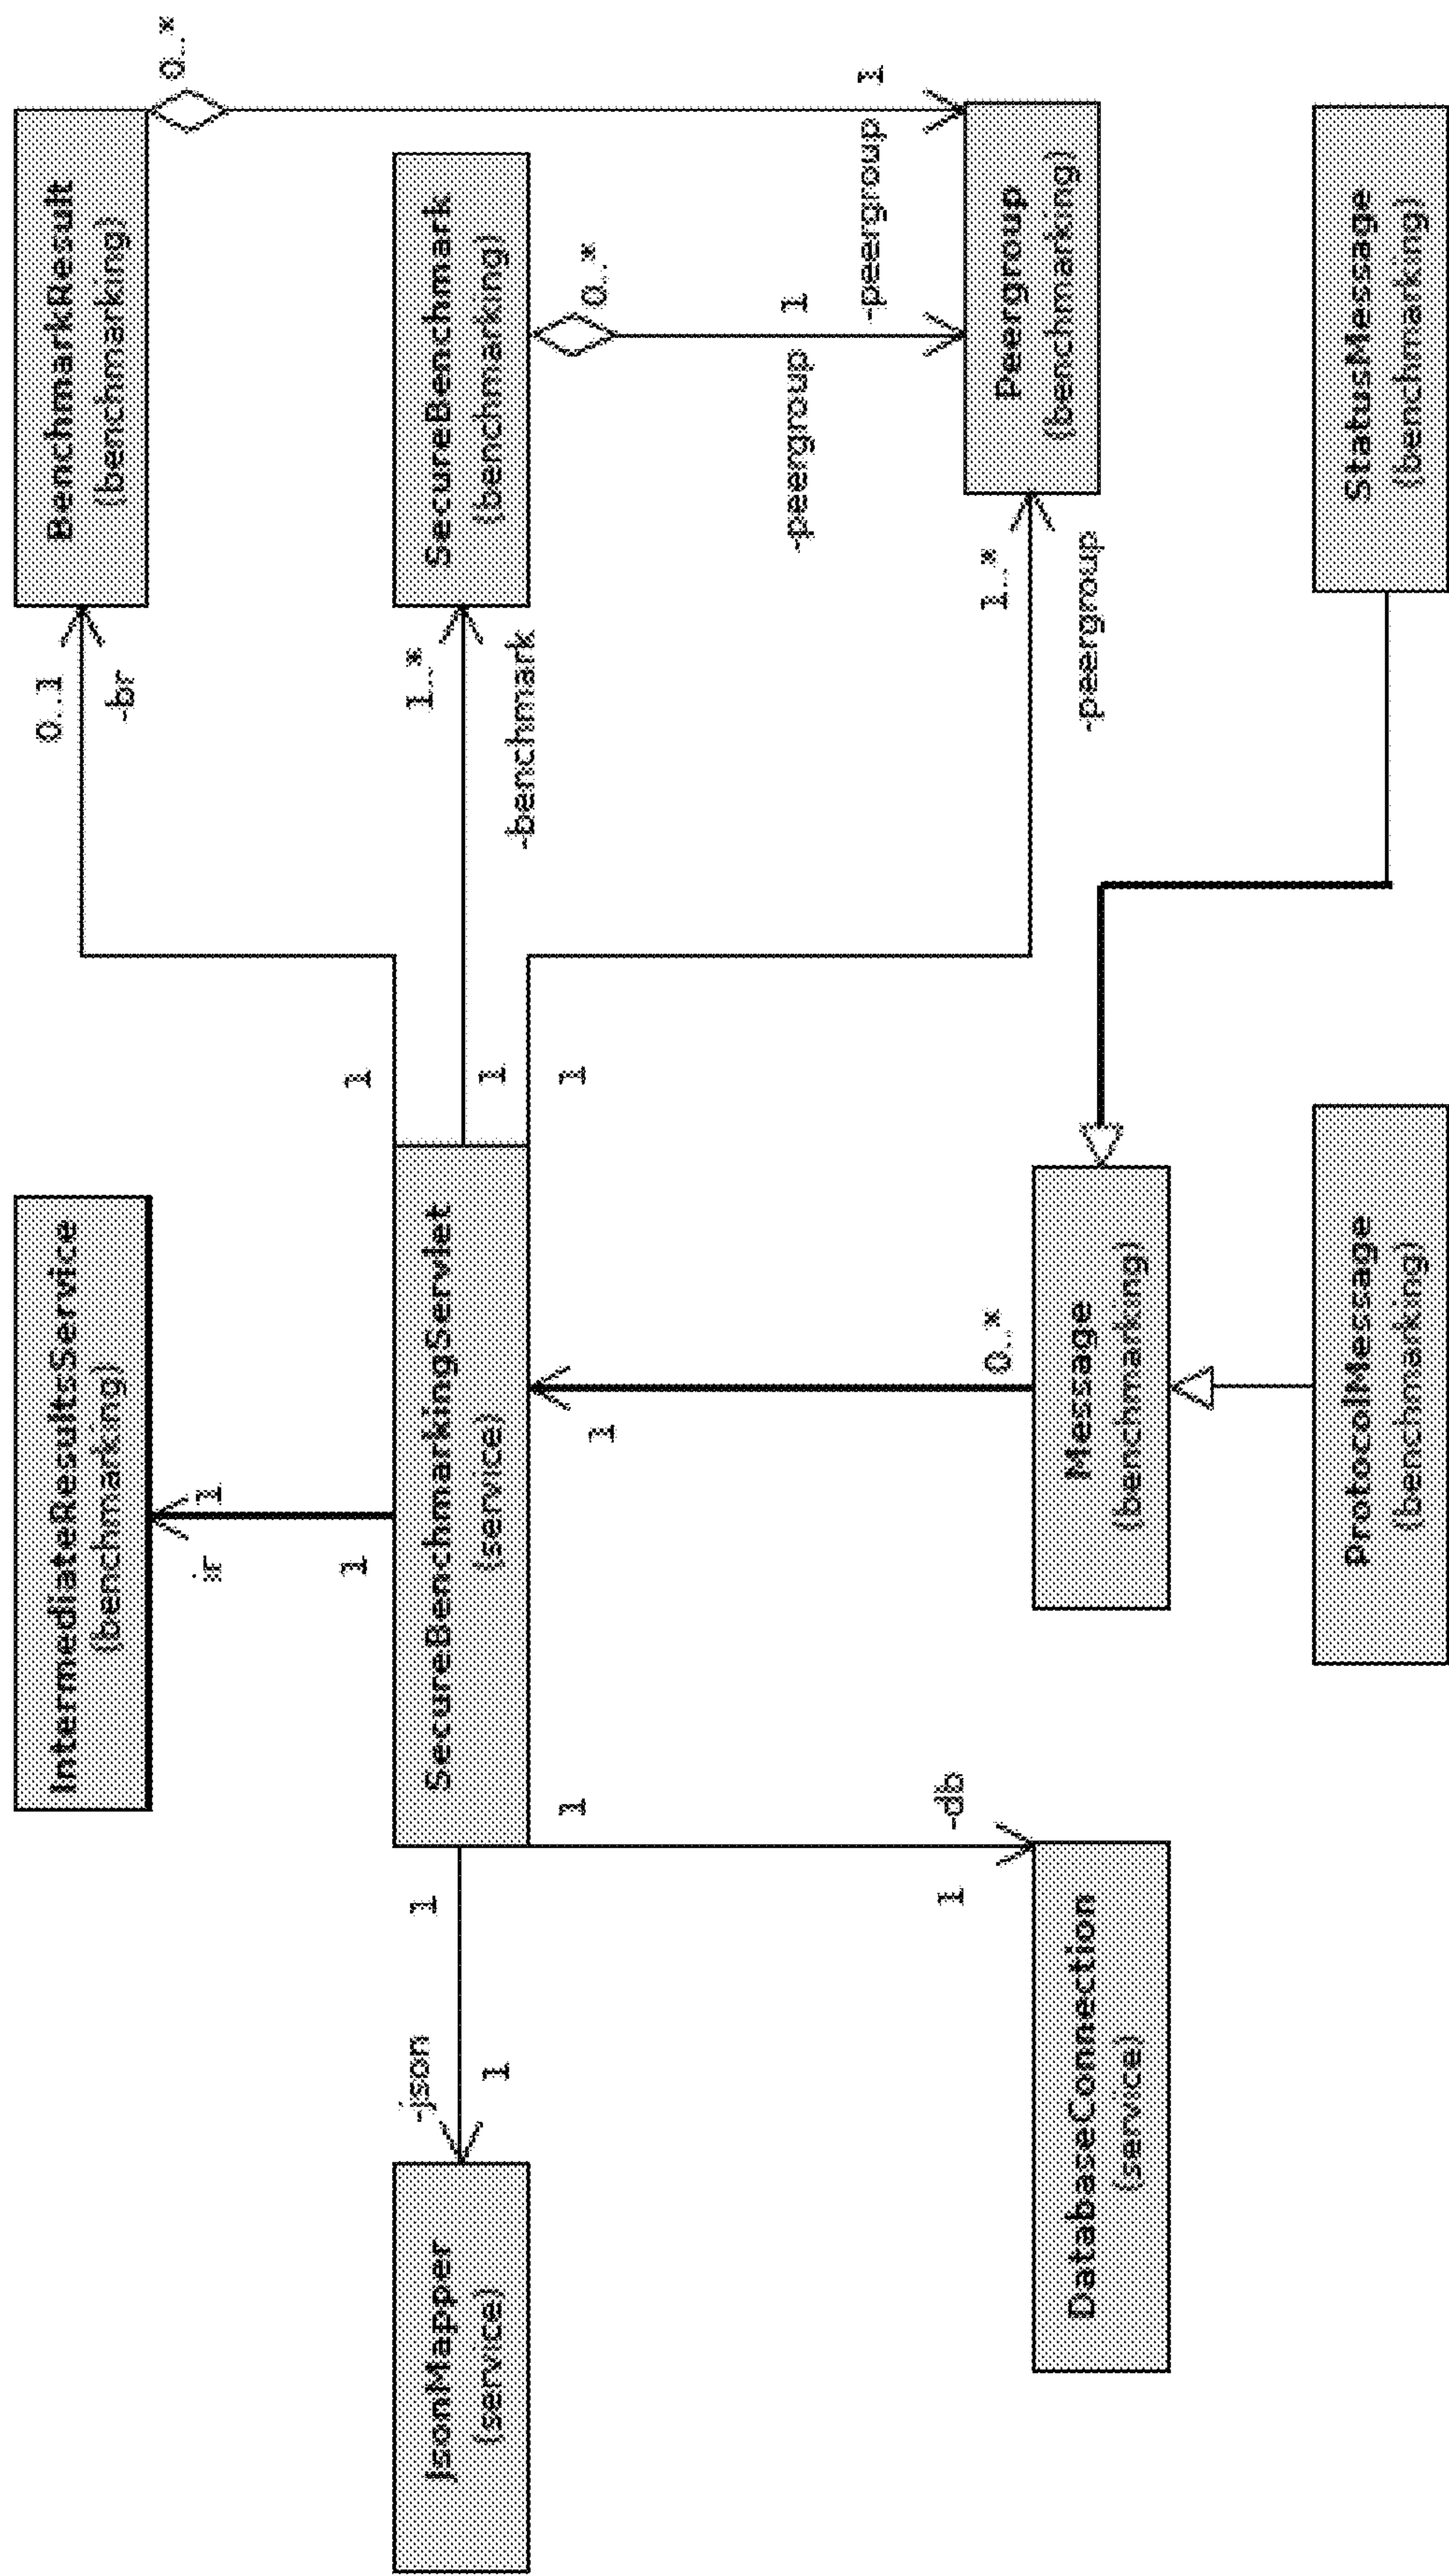 IntermediateResultsService
(benchmarking)
BenchmarkResult
(benchmarking)
0..1
-br
0..*
ir
1
1
1
JsonMapper
(service)
-json
1
1
SecureBenchmarkingServlet
(service)
1
1..*
-benchmark
SecureBenchmark
(benchmarking)
1
1
1
0..*
-peergroup
1
-peergroup
1
-db
1
0..*
1..*
-peergroup
DatabaseConnection
(service)
Message
(benchmarking)
Peergroup
(benchmarking)
ProtocolMessage
(benchmarking)
StatusMessage
(benchmarking)